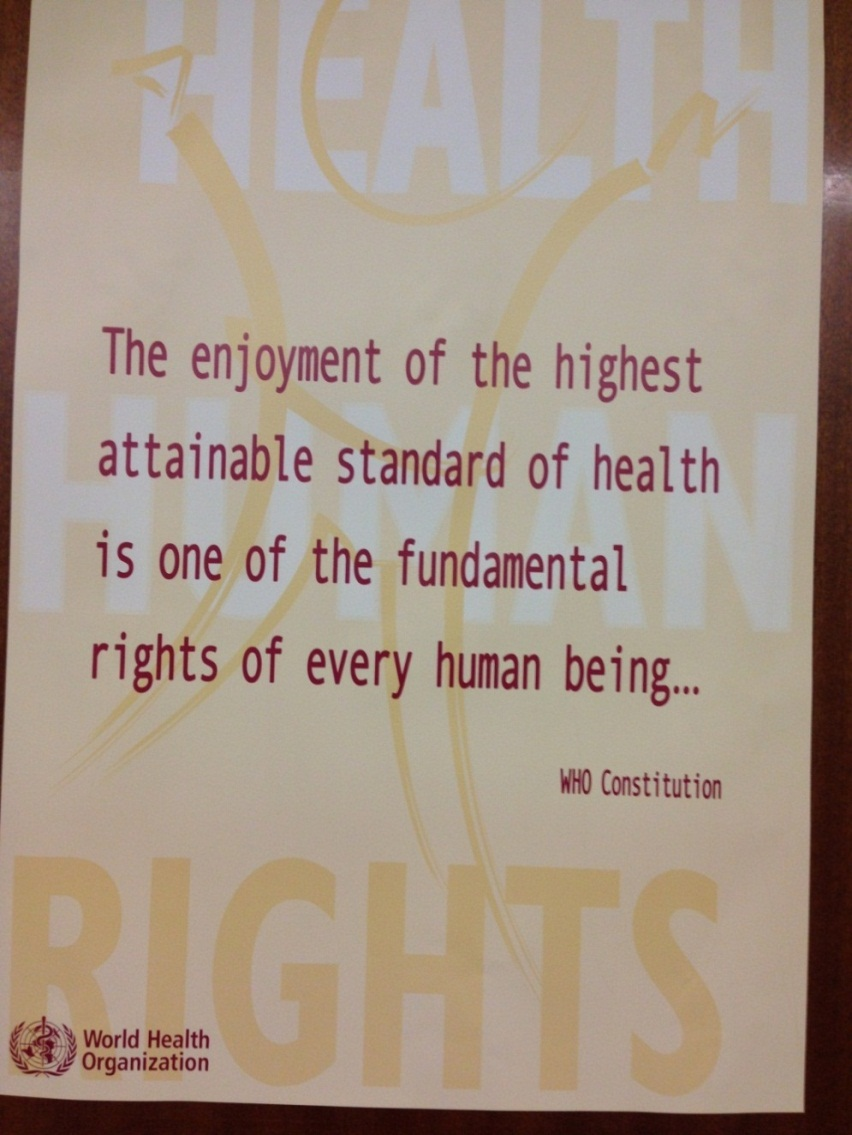 HEALTH
The enjoyment of the highest
attainable standard of health
HUMAN
is one of the fundamental
rights of every human being...
WHO Constitution
RIGHTS
World Health
Organization